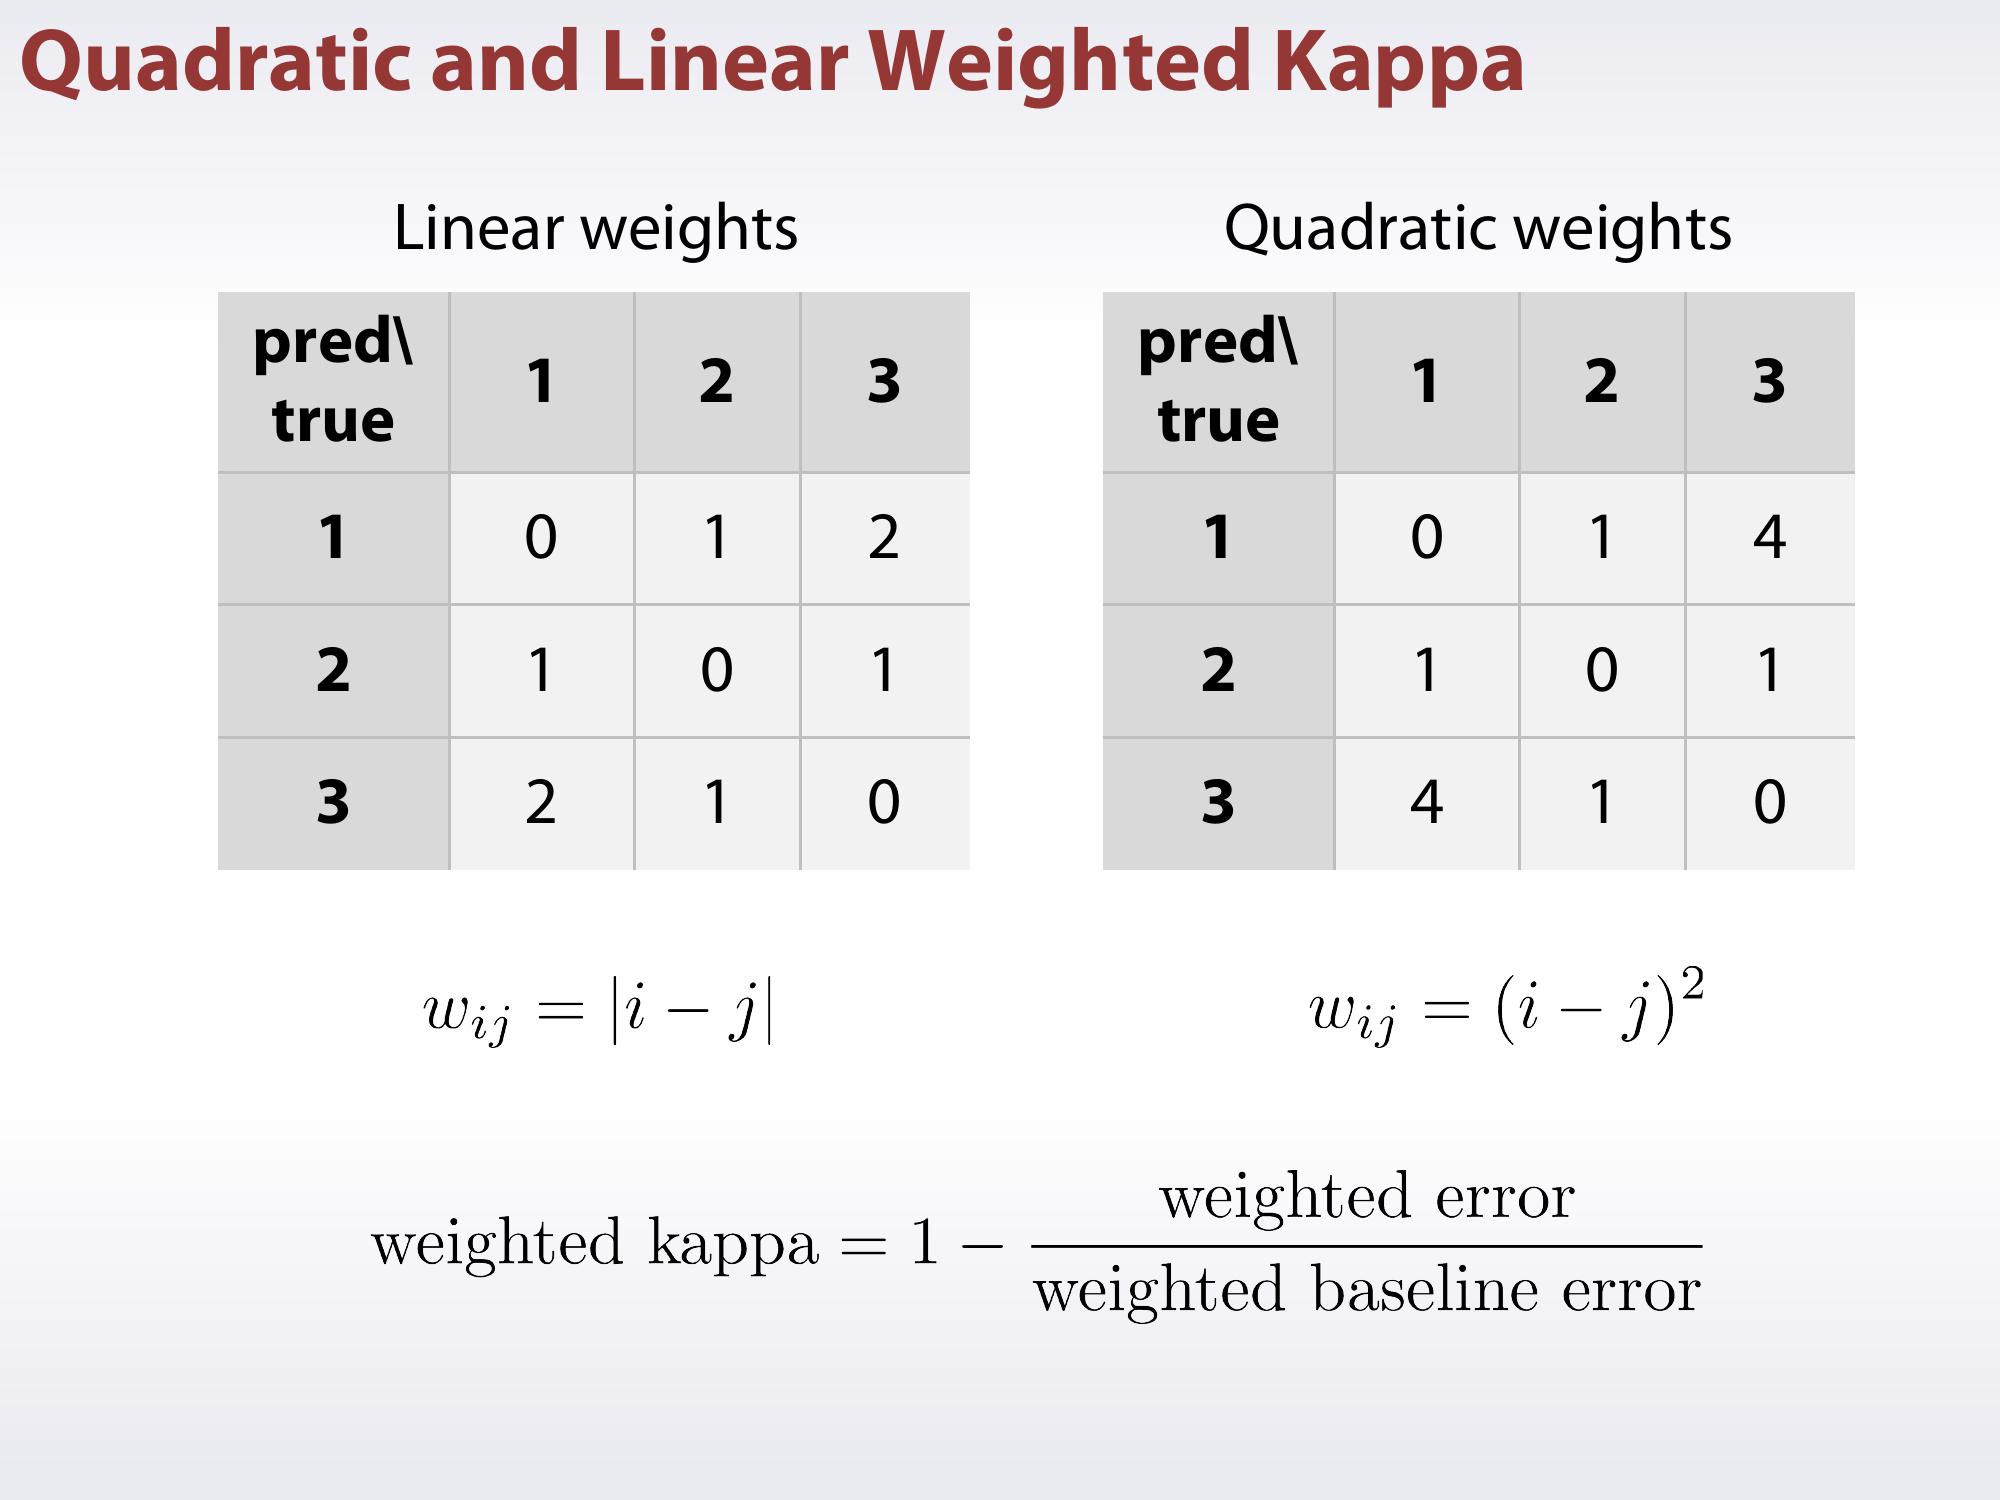 Quadratic and Linear Weighted Kappa
Linear weights
pred\ true 1 2 3
1 0 1 2
2 1 0 1
3 2 1 0
w_{ij} = |i − j|
Quadratic weights
pred\ true 1 2 3
1 0 1 4
2 1 0 1
3 4 1 0
w_{ij} = (i − j)^2
weighted kappa = 1 − \frac{weighted error}{weighted baseline error}